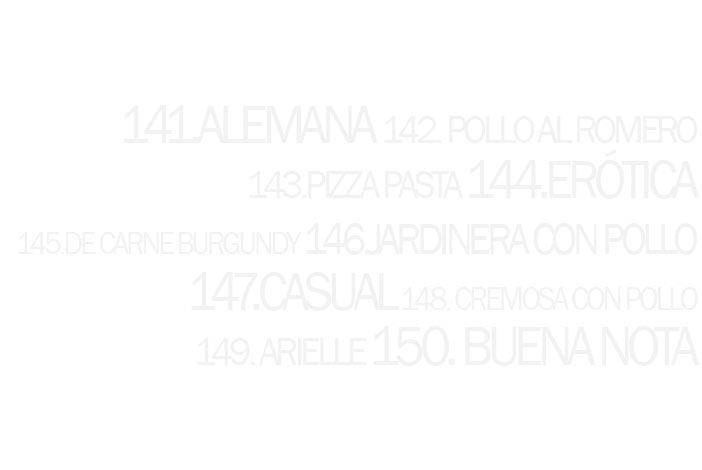 141.ALEMANA 142. POLLO AL ROMERO
143.PIZZA PASTA 144.ERÓTICA
145.DE CARNE BURGUNDY 146.JARDINERA CON POLLO
147.CASUAL 148. CREMOSA CON POLLO
149. ARIELLE 150. BUENA NOTA